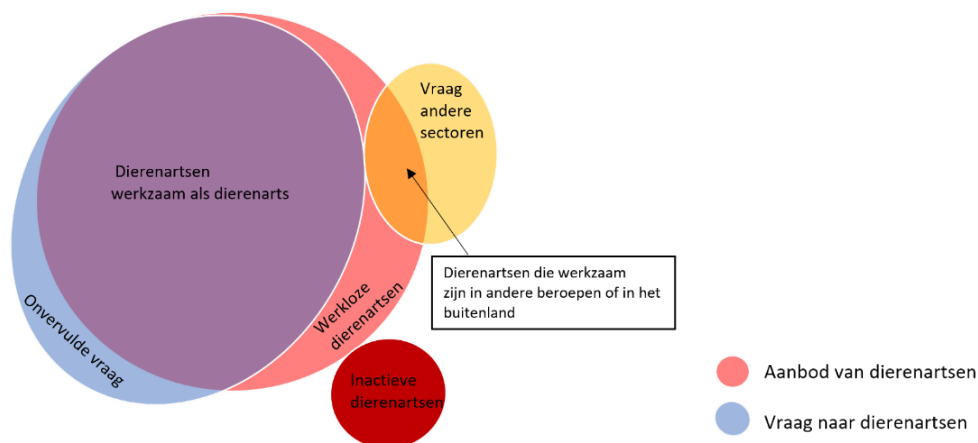 Dierenartsen
werkzaam als dierenarts
Vraag
andere
sectoren
Dierenartsen die werkzaam
zijn in andere beroepen of in het
buitenland
Onvervulde vraag
Werkloze
dierenartsen
Inactieve
dierenartsen
Aanbod van dierenartsen
Vraag naar dierenartsen